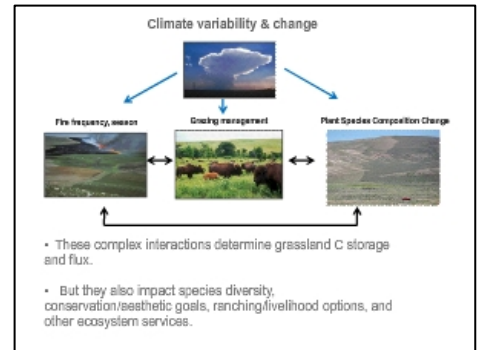 Climate variability & change
Fire frequency, season
Grazing management
Plant Species Composition Change
• These complex interactions determine grassland C storage
and flux.
• But they also impact species diversity,
conservation/aesthetic goals, ranching/livelihood options, and
other ecosystem services.